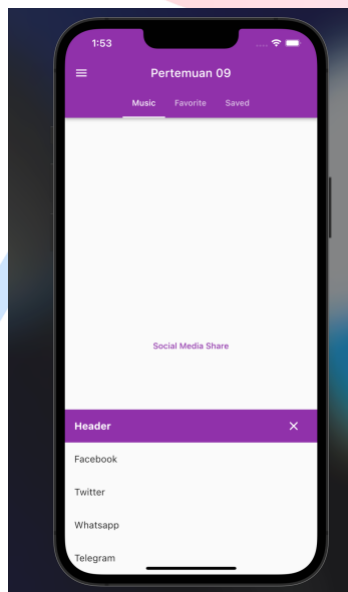 1:53
Pertemuan 09
Music Favorite Saved
Social Media Share
Header
Facebook
Twitter
Whatsapp
Telegram